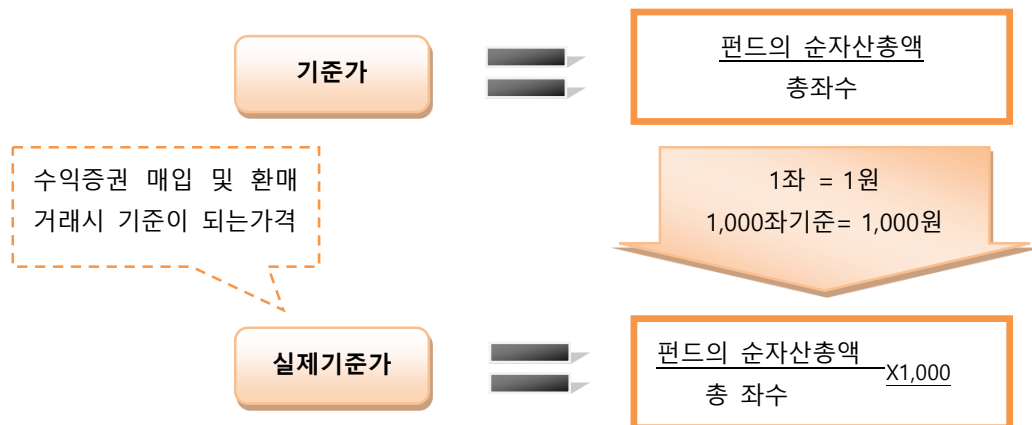 기준가
펀드의 순자산총액
총좌수
수익증권 매입 및 환매
거래시 기준이 되는가격
1좌 = 1원
1,000좌기준= 1,000원
실제기준가
펀드의 순자산총액
총 좌수
X1,000